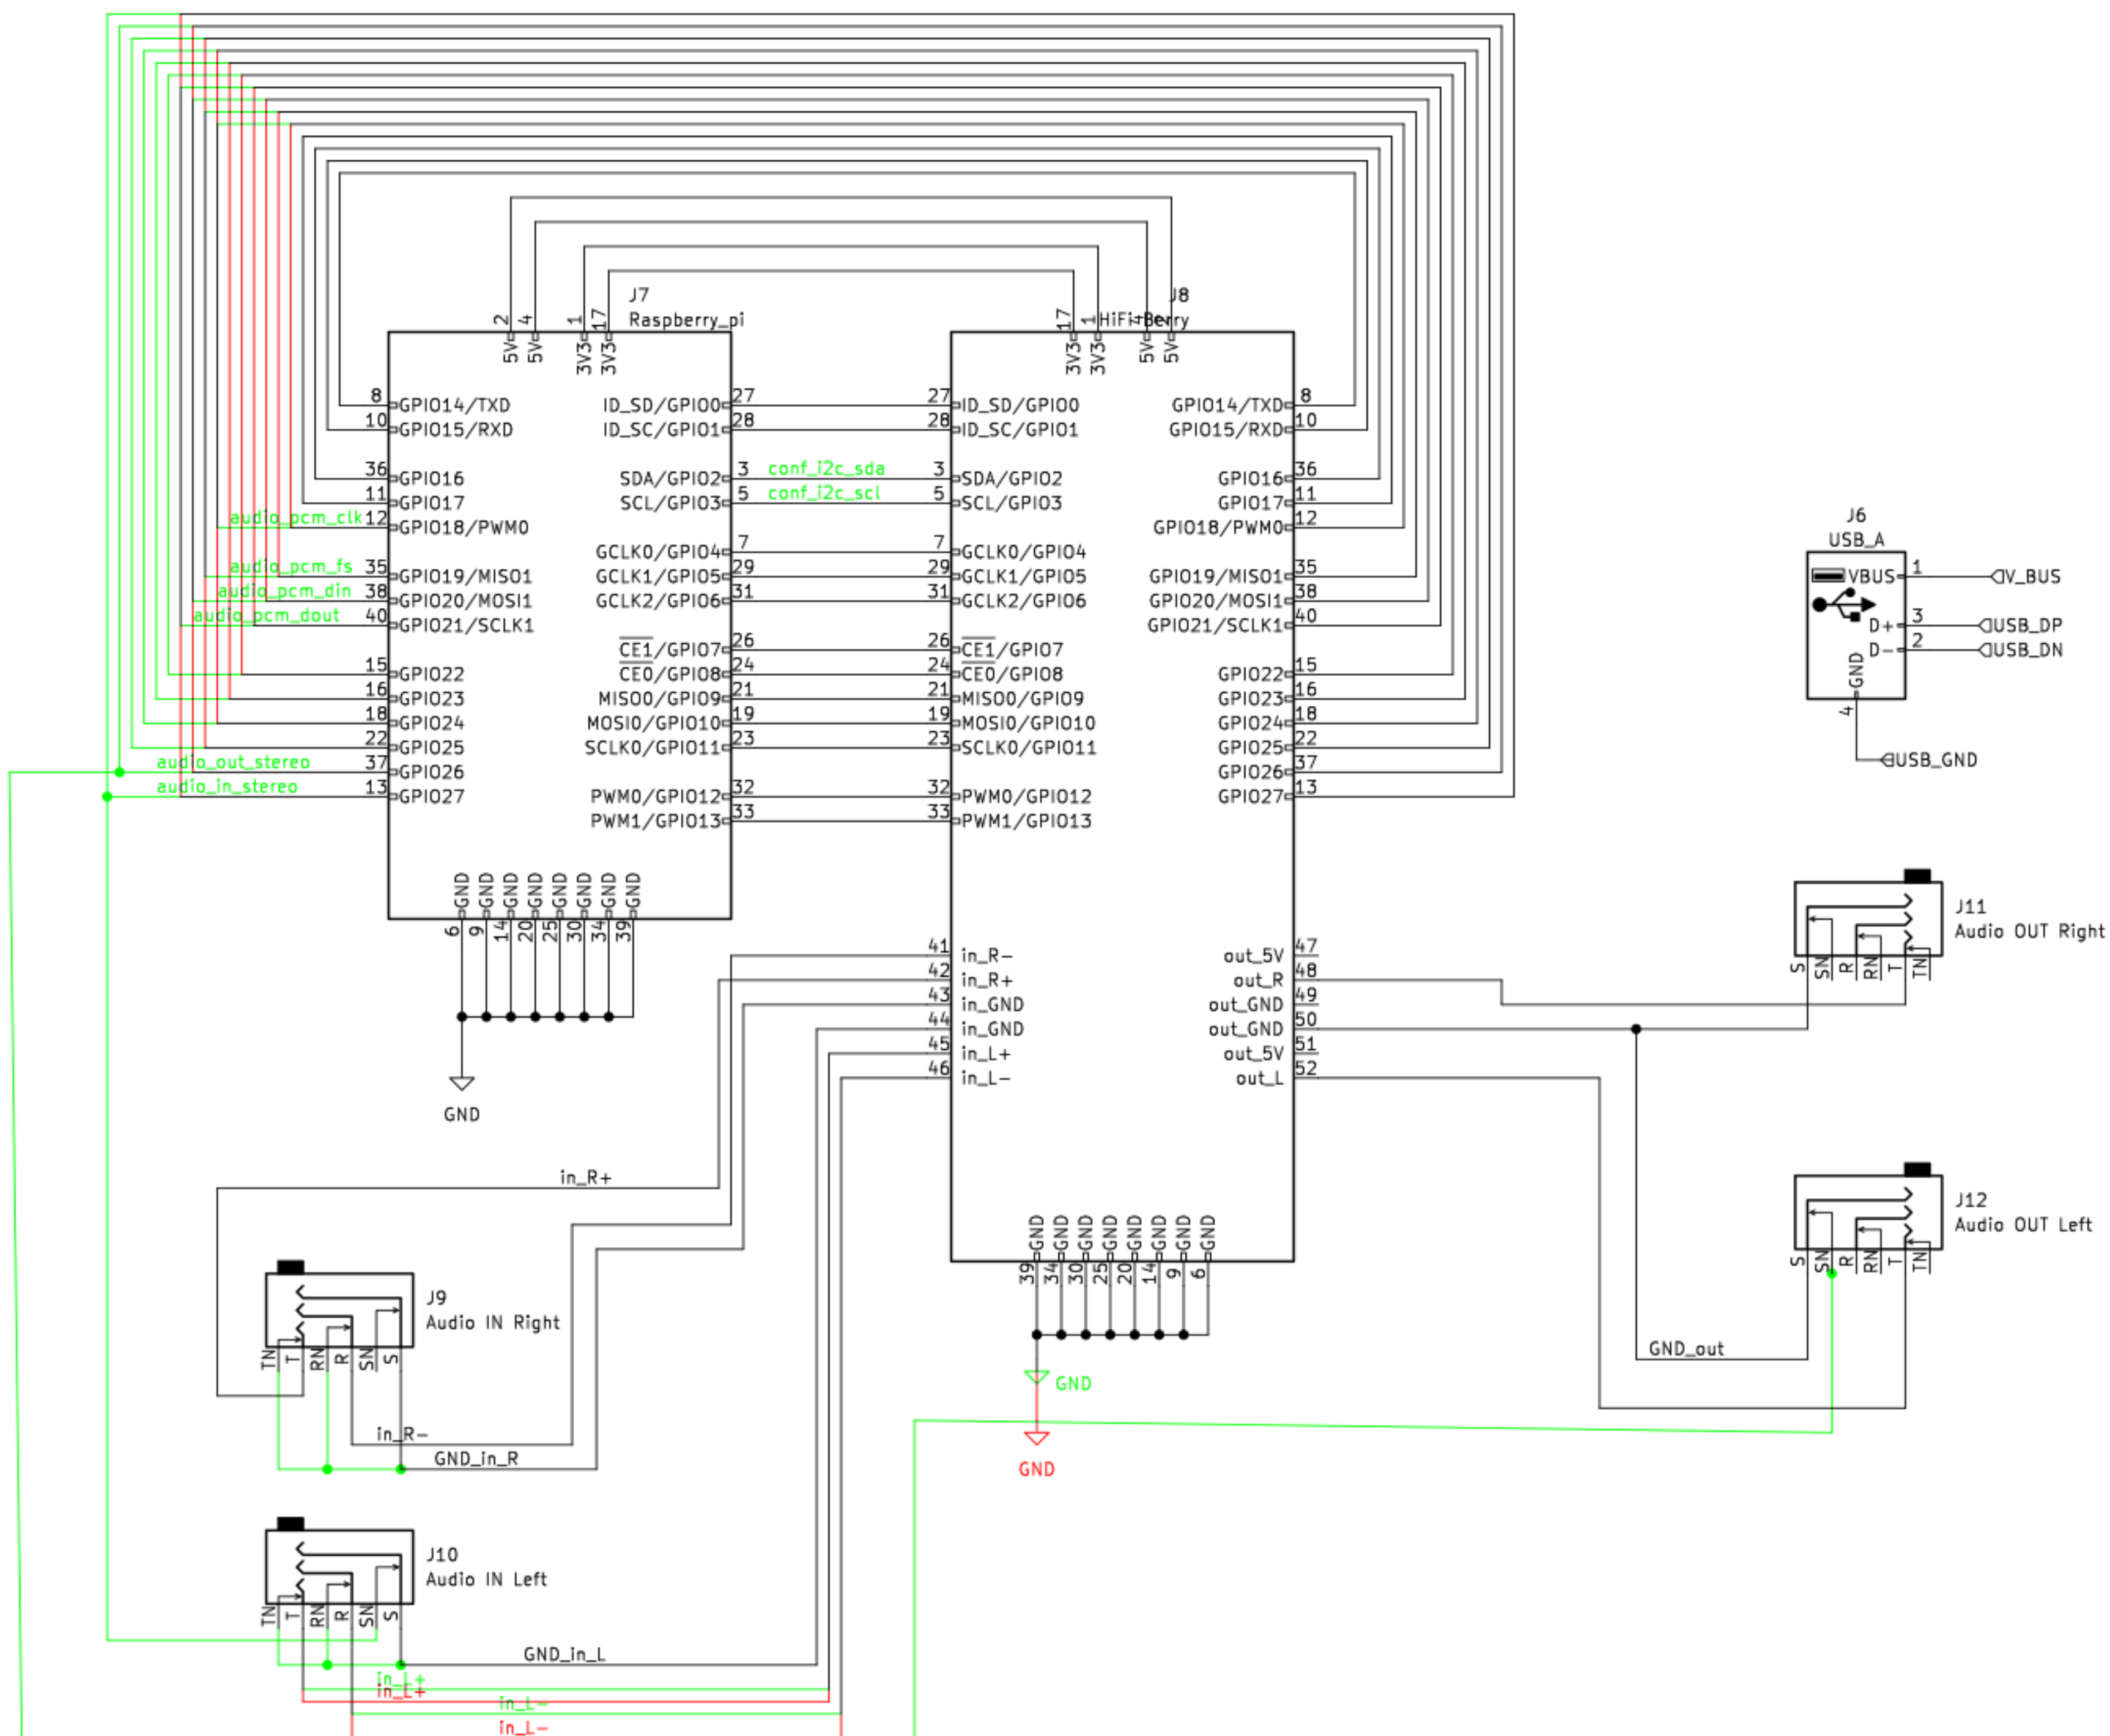 J7
Raspberry_pi
2 4 1 17
5V 5V 3V3 3V3
8 GPIO14/TXD ID_SD/GPIO0 27
10 GPIO15/RXD ID_SC/GPIO1 28
36 GPIO16 SDA/GPIO2 3 conf_i2c_sda
11 GPIO17 SCL/GPIO3 5 conf_i2c_scl
audio_pcm_clk 12 GPIO18/PWM0
GCLK0/GPIO4 7
audio_pcm_fs 35 GPIO19/MISO1 GCLK1/GPIO5 29
audio_pcm_din 38 GPIO20/MOSI1 GCLK2/GPIO6 31
audio_pcm_dout 40 GPIO21/SCLK1
CE1/GPIO7 26
15 GPIO22 CE0/GPIO8 24
16 GPIO23 MISO0/GPIO9 21
18 GPIO24 MOSI0/GPIO10 19
22 GPIO25 SCLK0/GPIO11 23
audio_out_stereo 37 GPIO26
audio_in_stereo 13 GPIO27 PWM0/GPIO12 32
PWM1/GPIO13 33
GND GND GND GND GND GND GND GND
6 9 14 20 25 30 34 39
GND
J8
HiFi-Berry
17 1 4
3V3 3V3 5V 5V
27 ID_SD/GPIO0 GPIO14/TXD 8
28 ID_SC/GPIO1 GPIO15/RXD 10
3 SDA/GPIO2 GPIO16 36
5 SCL/GPIO3 GPIO17 11
GPIO18/PWM0 12
7 GCLK0/GPIO4
29 GCLK1/GPIO5 GPIO19/MISO1 35
31 GCLK2/GPIO6 GPIO20/MOSI1 38
GPIO21/SCLK1 40
26 CE1/GPIO7
24 CE0/GPIO8 GPIO22 15
21 MISO0/GPIO9 GPIO23 16
19 MOSI0/GPIO10 GPIO24 18
23 SCLK0/GPIO11 GPIO25 22
GPIO26 37
32 PWM0/GPIO12 GPIO27 13
33 PWM1/GPIO13
41 in_R- out_5V 47
42 in_R+ out_R 48
43 in_GND out_GND 49
44 in_GND out_GND 50
45 in_L+ out_5V 51
46 in_L- out_L 52
GND GND GND GND GND GND GND GND
39 34 30 25 20 14 9 6
GND
GND
J6
USB_A
VBUS 1 V_BUS
D+ 3 USB_DP
D- 2 USB_DN
GND
4
USB_GND
J11
Audio OUT Right
S SN R RN T TN
J12
Audio OUT Left
S SN R RN T TN
GND_out
in_R+
J9
Audio IN Right
TN T RN R SN S
in_R-
GND_in_R
J10
Audio IN Left
TN T RN R SN S
GND_in_L
in_L+
in_L+
in_L-
in_L-